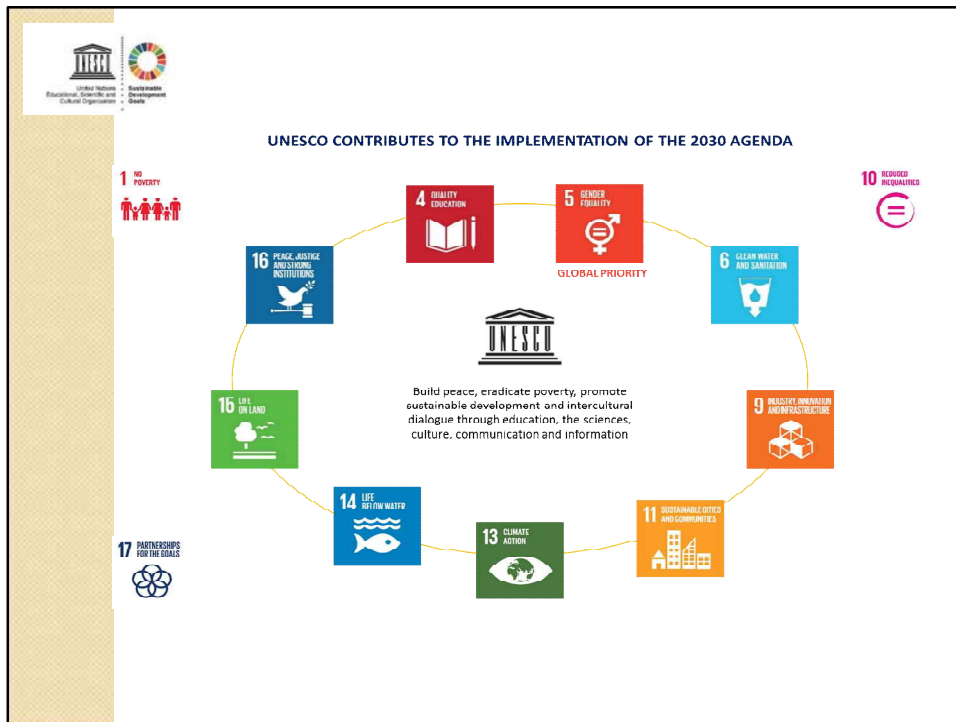 UNESCO
United Nations
Educational, Scientific and
Cultural Organization
Sustainable
Development
Goals
UNESCO CONTRIBUTES TO THE IMPLEMENTATION OF THE 2030 AGENDA
1 NO
POVERTY
4 QUALITY
EDUCATION
5 GENDER
EQUALITY
GLOBAL PRIORITY
10 REDUCED
INEQUALITIES
16 PEACE, JUSTICE
AND STRONG
INSTITUTIONS
6 CLEAN WATER
AND SANITATION
UNESCO
Build peace, eradicate poverty, promote
sustainable development and intercultural
dialogue through education, the sciences,
culture, communication and information
15 LIFE
ON LAND
9 INDUSTRY, INNOVATION
AND INFRASTRUCTURE
14 LIFE
BELOW WATER
13 CLIMATE
ACTION
11 SUSTAINABLE CITIES
AND COMMUNITIES
17 PARTNERSHIPS
FOR THE GOALS